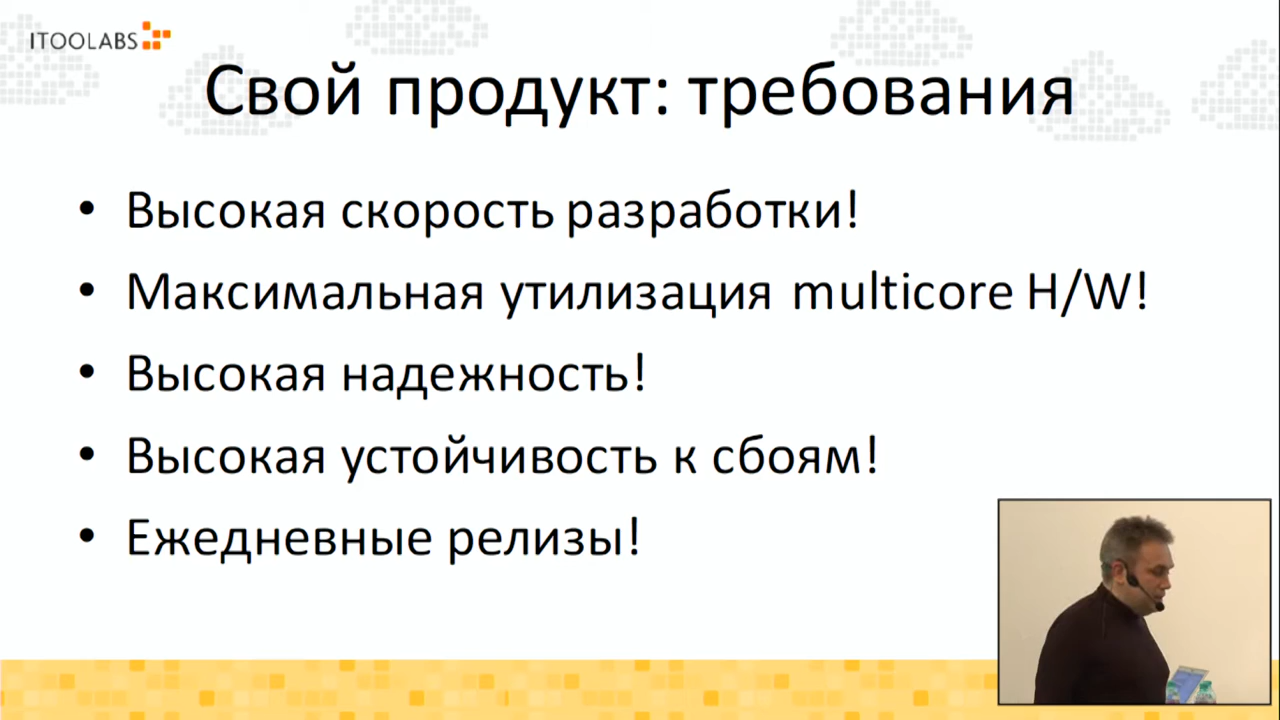 ITOOLABS
Свой продукт: требования
• Высокая скорость разработки!
• Максимальная утилизация multicore H/W!
• Высокая надежность!
• Высокая устойчивость к сбоям!
• Ежедневные релизы!